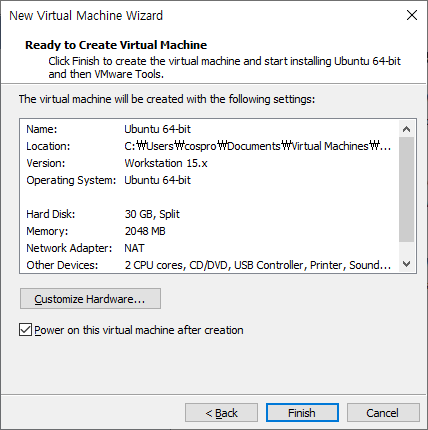 New Virtual Machine Wizard
Ready to Create Virtual Machine
Click Finish to create the virtual machine and start installing Ubuntu 64-bit
and then VMware Tools.
The virtual machine will be created with the following settings:
Name: Ubuntu 64-bit
Location: C:₩Users₩cospro₩Documents₩Virtual Machines₩...
Version: Workstation 15.x
Operating System: Ubuntu 64-bit
Hard Disk: 30 GB, Split
Memory: 2048 MB
Network Adapter: NAT
Other Devices: 2 CPU cores, CD/DVD, USB Controller, Printer, Sound...
Customize Hardware...
Power on this virtual machine after creation
< Back Finish Cancel